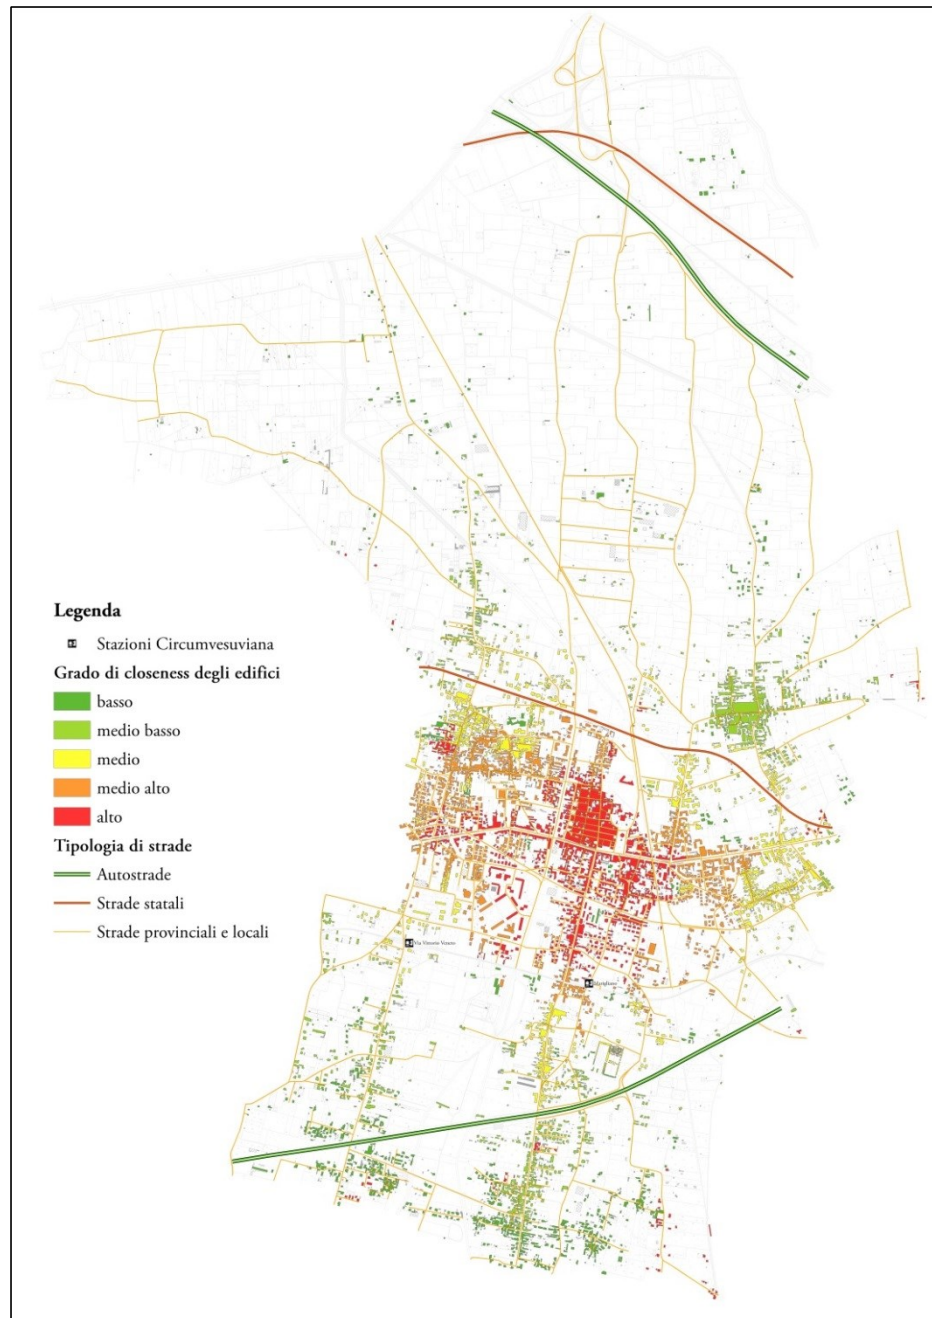 Legenda
Stazioni Circumvesuviana
Grado di closeness degli edifici
basso
medio basso
medio
medio alto
alto
Tipologia di strade
Autostrade
Strade statali
Strade provinciali e locali
Via Vittorio Veneto